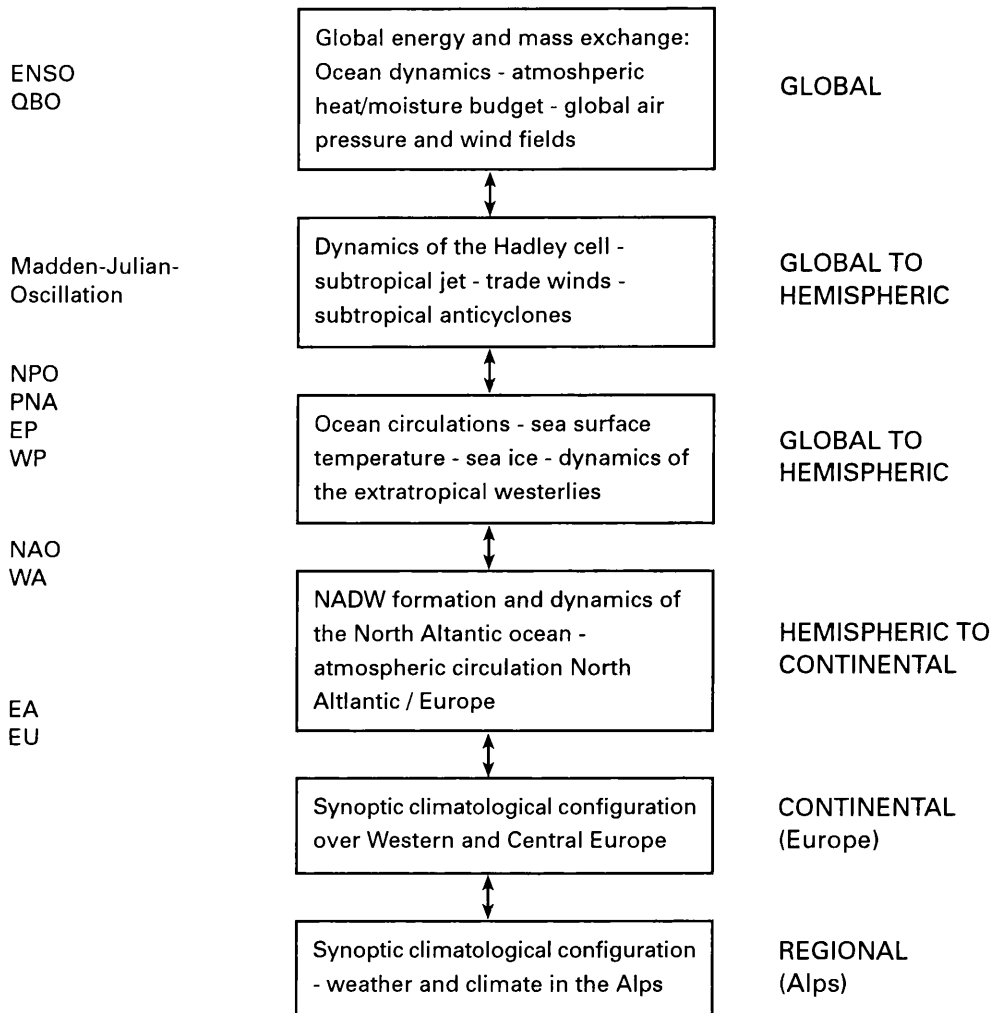 ENSO
QBO
Global energy and mass exchange:
Ocean dynamics - atmoshperic
heat/moisture budget - global air
pressure and wind fields
GLOBAL
Madden-Julian-
Oscillation
Dynamics of the Hadley cell -
subtropical jet - trade winds -
subtropical anticyclones
GLOBAL TO
HEMISPHERIC
NPO
PNA
EP
WP
Ocean circulations - sea surface
temperature - sea ice - dynamics of
the extratropical westerlies
GLOBAL TO
HEMISPHERIC
NAO
WA
NADW formation and dynamics of
the North Altantic ocean -
atmospheric circulation North
Altlantic / Europe
HEMISPHERIC TO
CONTINENTAL
EA
EU
Synoptic climatological configuration
over Western and Central Europe
CONTINENTAL
(Europe)
Synoptic climatological configuration
- weather and climate in the Alps
REGIONAL
(Alps)